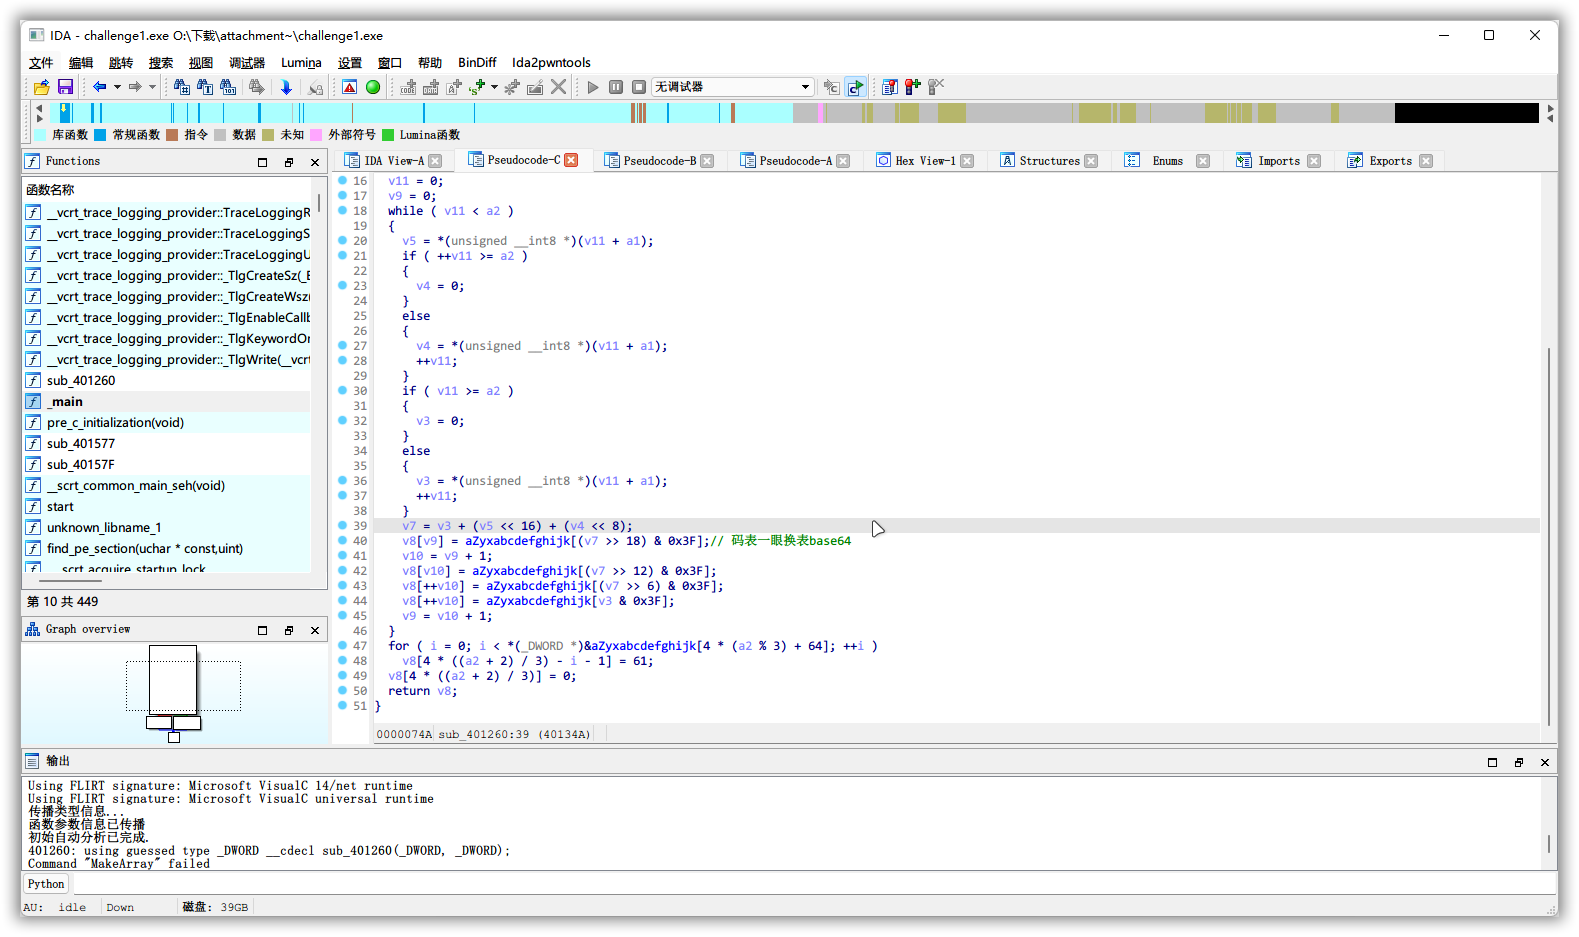 IDA - challenge1.exe O:\下载\attachment~\challenge1.exe
文件 编辑 跳转 搜索 视图 调试器 Lumina 设置 窗口 帮助 BinDiff Ida2pwntools
无调试器
库函数 常规函数 指令 数据 未知 外部符号 Lumina函数
Functions
IDA View-A Pseudocode-C Pseudocode-B Pseudocode-A Hex View-1 Structures Enums Imports Exports
函数名称
__vcrt_trace_logging_provider::TraceLoggingR
__vcrt_trace_logging_provider::TraceLoggingS
__vcrt_trace_logging_provider::TraceLoggingU
__vcrt_trace_logging_provider::_TlgCreateSz(_E
__vcrt_trace_logging_provider::_TlgCreateWsz(
__vcrt_trace_logging_provider::_TlgEnableCallb
__vcrt_trace_logging_provider::_TlgKeywordOn
__vcrt_trace_logging_provider::_TlgWrite(__vcrt
sub_401260
_main
pre_c_initialization(void)
sub_401577
sub_40157F
__scrt_common_main_seh(void)
start
unknown_libname_1
find_pe_section(uchar * const,uint)
__scrt_acquire_startup_lock
第 10 共 449
Graph overview
16 v11 = 0;
17 v9 = 0;
18 while ( v11 < a2 )
19 {
20 v5 = *(unsigned __int8 *)(v11 + a1);
21 if ( ++v11 >= a2 )
22 {
23 v4 = 0;
24 }
25 else
26 {
27 v4 = *(unsigned __int8 *)(v11 + a1);
28 ++v11;
29 }
30 if ( v11 >= a2 )
31 {
32 v3 = 0;
33 }
34 else
35 {
36 v3 = *(unsigned __int8 *)(v11 + a1);
37 ++v11;
38 }
39 v7 = v3 + (v5 << 16) + (v4 << 8);
40 v8[v9] = aZyxabcdefghijk[(v7 >> 18) & 0x3F];// 码表一眼换表base64
41 v10 = v9 + 1;
42 v8[v10] = aZyxabcdefghijk[(v7 >> 12) & 0x3F];
43 v8[++v10] = aZyxabcdefghijk[(v7 >> 6) & 0x3F];
44 v8[++v10] = aZyxabcdefghijk[v3 & 0x3F];
45 v9 = v10 + 1;
46 }
47 for ( i = 0; i < *(_DWORD *)&aZyxabcdefghijk[4 * (a2 % 3) + 64]; ++i )
48 v8[4 * ((a2 + 2) / 3) - i - 1] = 61;
49 v8[4 * ((a2 + 2) / 3)] = 0;
50 return v8;
51 }
0000074A sub_401260:39 (40134A)
输出
Using FLIRT signature: Microsoft VisualC 14/net runtime
Using FLIRT signature: Microsoft VisualC universal runtime
传播类型信息...
函数参数信息已传播
初始自动分析已完成.
401260: using guessed type _DWORD __cdecl sub_401260(_DWORD, _DWORD);
Command "MakeArray" failed
Python
AU: idle Down 磁盘: 39GB